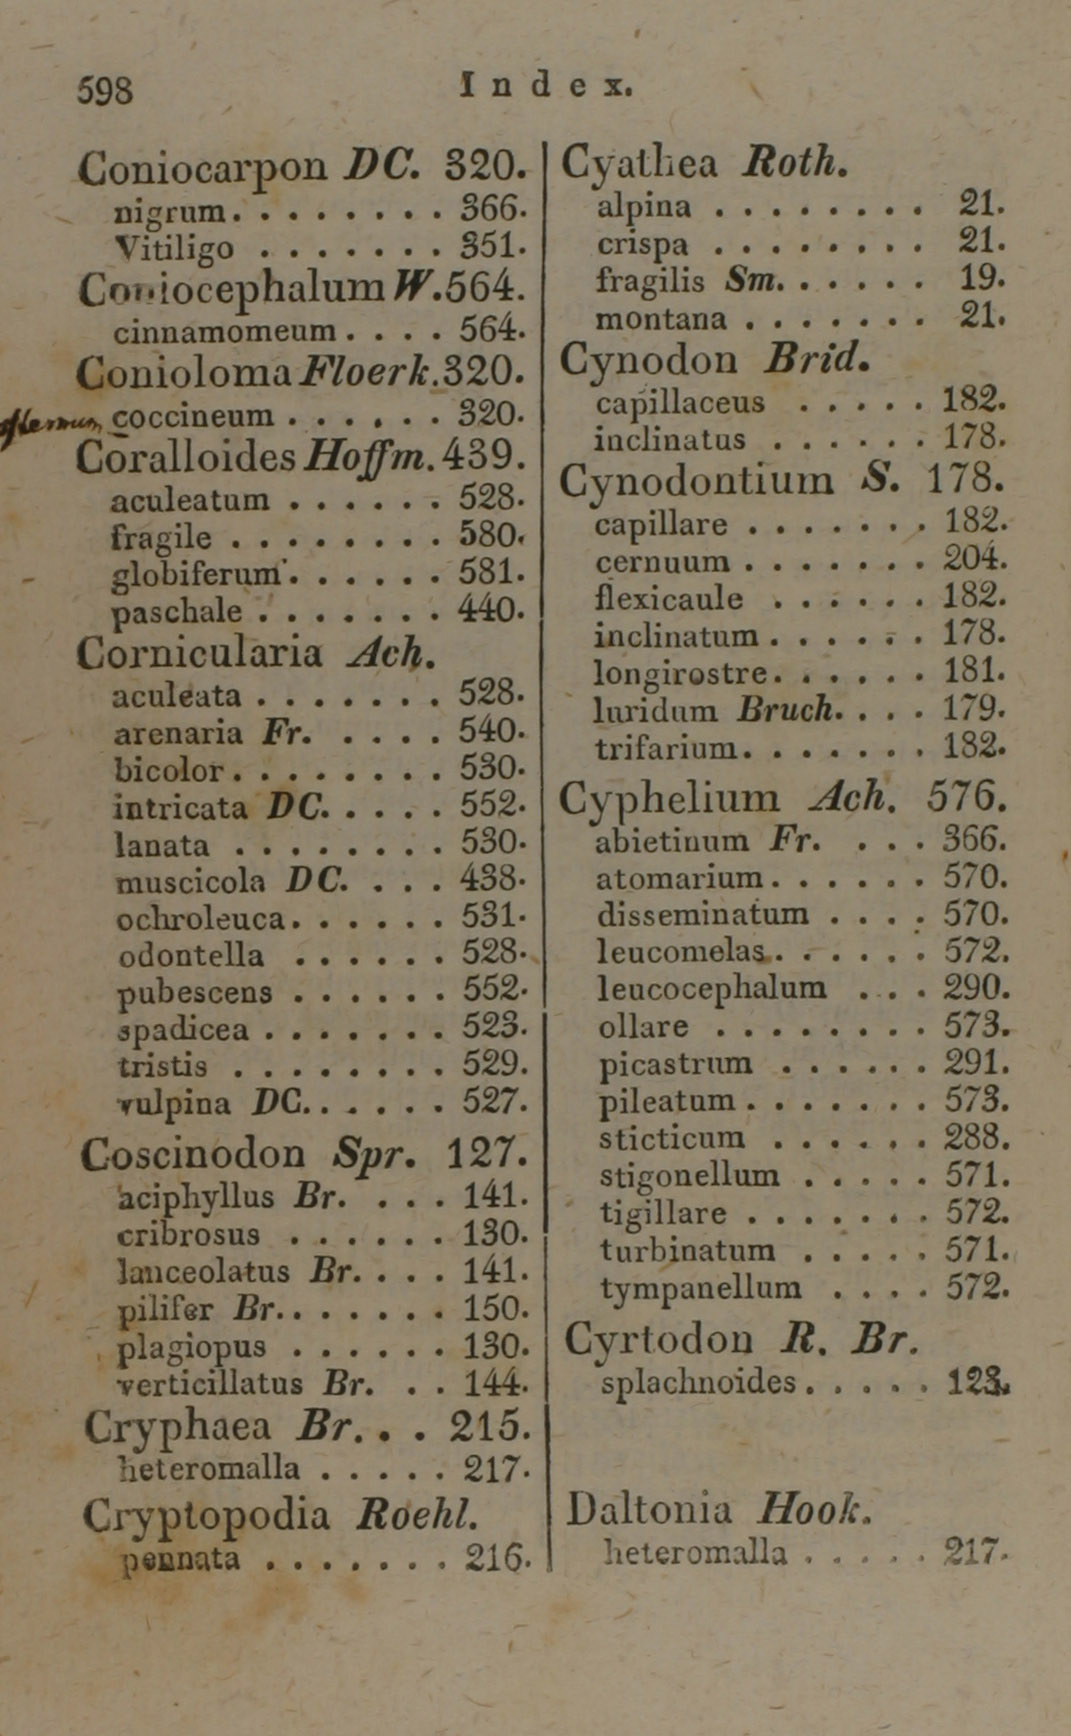 598
Index.
Coniocarpon DC. 320.
nigrum. . . . . . . . 366.
Vitiligo . . . . . . . 351.
Coniocephalum W. 564.
cinnamomeum . . . . 564.
Conioloma Floerk. 320.
coccineum . . . . . . 320.
Coralloides Hoffm. 439.
aculeatum . . . . . . 528.
fragile . . . . . . . . 580.
globiferum . . . . . . 581.
paschale . . . . . . . 440.
Cornicularia Ach.
aculeata . . . . . . . 528.
arenaria Fr. . . . . 540.
bicolor . . . . . . . . 530.
intricata DC. . . . . 552.
lanata . . . . . . . . 530.
muscicola DC. . . . 438.
ochroleuca . . . . . . 531.
odontella . . . . . . 528.
pubescens . . . . . . 552.
spadicea . . . . . . . 523.
tristis . . . . . . . . 529.
vulpina DC. . . . . . 527.
Coscinodon Spr. 127.
aciphyllus Br. . . . 141.
cribrosus . . . . . . 130.
lanceolatus Br. . . . 141.
pilifer Br. . . . . . . 150.
plagiopus . . . . . . 130.
verticillatus Br. . . 144.
Cryphaea Br. . . 215.
heteromalla . . . . . 217.
Cryptopodia Roehl.
pennata . . . . . . . 216.
Cyathea Roth.
alpina . . . . . . . . 21.
crispa . . . . . . . . 21.
fragilis Sm. . . . . . 19.
montana . . . . . . . 21.
Cynodon Brid.
capillaceus . . . . . 182.
inclinatus . . . . . . 178.
Cynodontium S. 178.
capillare . . . . . . . 182.
cernuum . . . . . . . 204.
flexicaule . . . . . . 182.
inclinatum . . . . . . 178.
longirostre . . . . . . 181.
luridum Bruch. . . . 179.
trifarium . . . . . . . 182.
Cyphelium Ach. 576.
abietinum Fr. . . . 366.
atomarium . . . . . . 570.
disseminatum . . . . 570.
leucomelas . . . . . . 572.
leucocephalum . . . 290.
ollare . . . . . . . . 573.
picastrum . . . . . . 291.
pileatum . . . . . . . 573.
sticticum . . . . . . 288.
stigonellum . . . . . 571.
tigillare . . . . . . . 572.
turbinatum . . . . . 571.
tympanellum . . . . 572.
Cyrtodon R. Br.
splachnoides . . . . . 123.
Daltonia Hook.
heteromalla . . . . . 217.